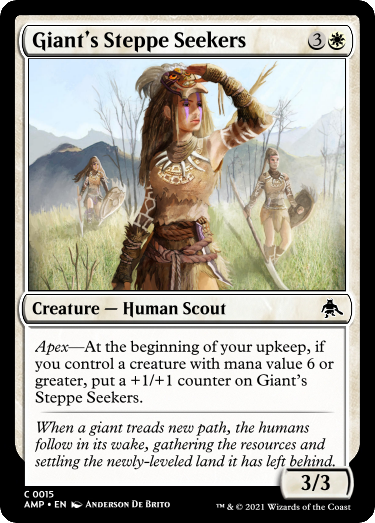 Giant's Steppe Seekers 3
Creature — Human Scout
Apex—At the beginning of your upkeep, if
you control a creature with mana value 6 or
greater, put a +1/+1 counter on Giant's
Steppe Seekers.
When a giant treads new path, the humans
follow in its wake, gathering the resources and
settling the newly-leveled land it has left behind.
3/3
C 0015
AMP • EN Anderson De Brito
™ & © 2021 Wizards of the Coast